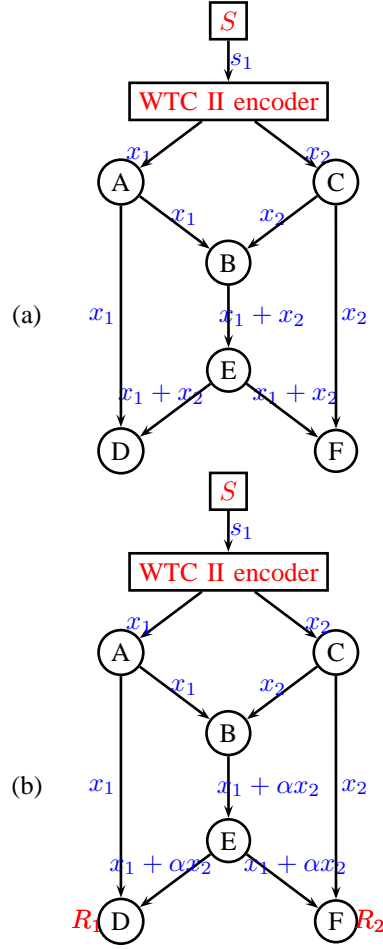 S
s₁
WTC II encoder
x₁ x₂
A C
x₁ x₂
B
(a) x₁ x₁ + x₂ x₂
E
x₁ + x₂ x₁ + x₂
D F
S
s₁
WTC II encoder
x₁ x₂
A C
x₁ x₂
B
(b) x₁ x₁ + αx₂ x₂
E
x₁ + αx₂ x₁ + αx₂
R₁ D F R₂